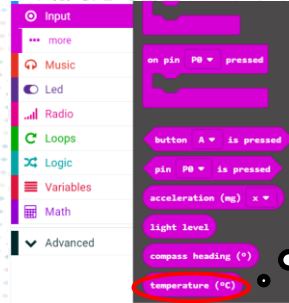 Input
more
Music
Led
Radio
Loops
Logic
Variables
Math
Advanced
on pin P0 pressed
button A is pressed
pin P0 is pressed
acceleration (mg) x
light level
compass heading (°)
temperature (°C)